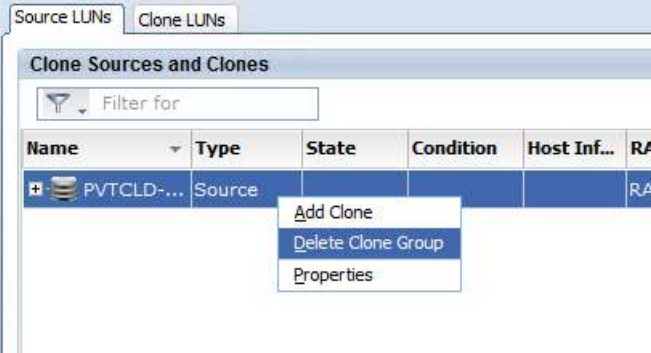 Source LUNs Clone LUNs
Clone Sources and Clones
Filter for
Name Type State Condition Host Inf... RA
PVTCLD-... Source RA
Add Clone
Delete Clone Group
Properties